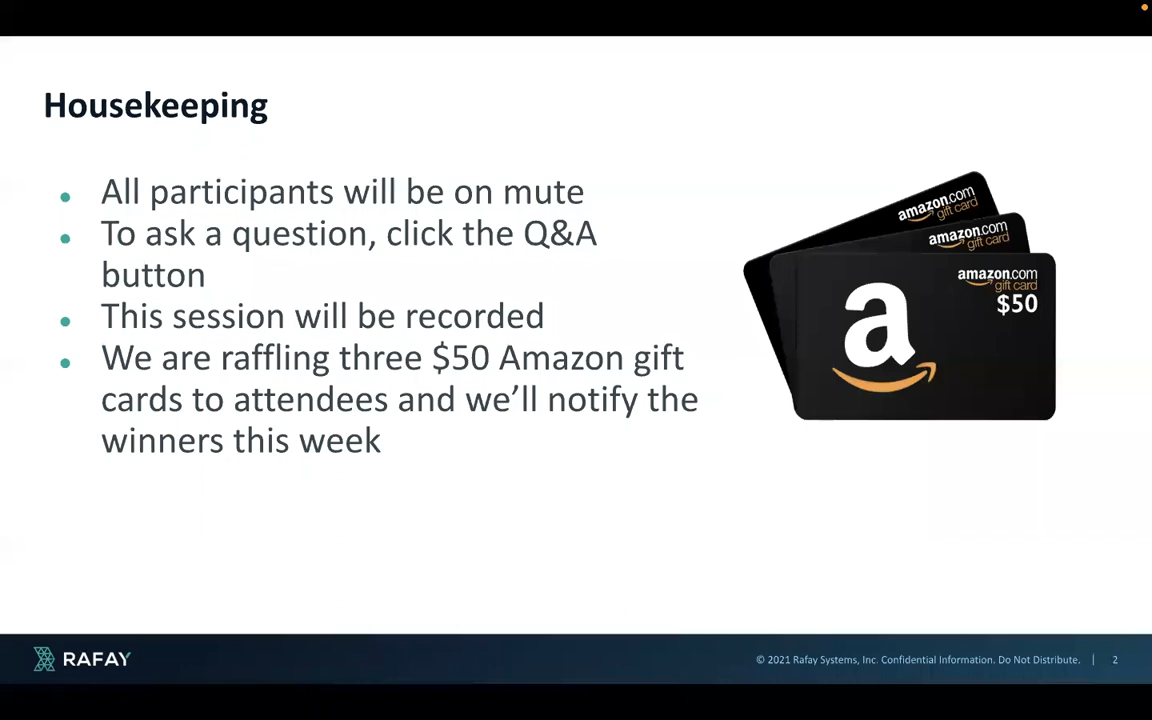 Housekeeping
• All participants will be on mute
• To ask a question, click the Q&A
button
• This session will be recorded
• We are raffling three $50 Amazon gift
cards to attendees and we’ll notify the
winners this week
amazon.com
gift card
amazon.com
gift card
amazon.com
gift card
$50
a
RAFAY
© 2021 Rafay Systems, Inc. Confidential Information. Do Not Distribute. | 2